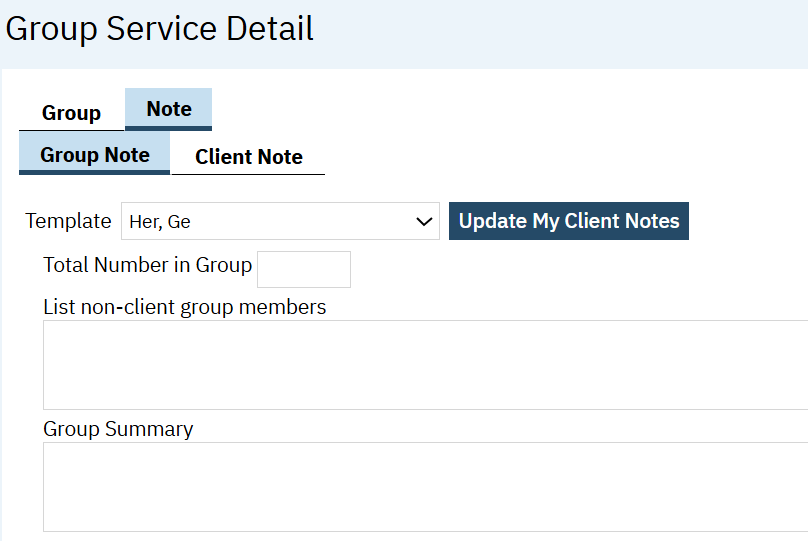 Group Service Detail
Group Note
Group Note Client Note
Template Her, Ge Update My Client Notes
Total Number in Group
List non-client group members
Group Summary